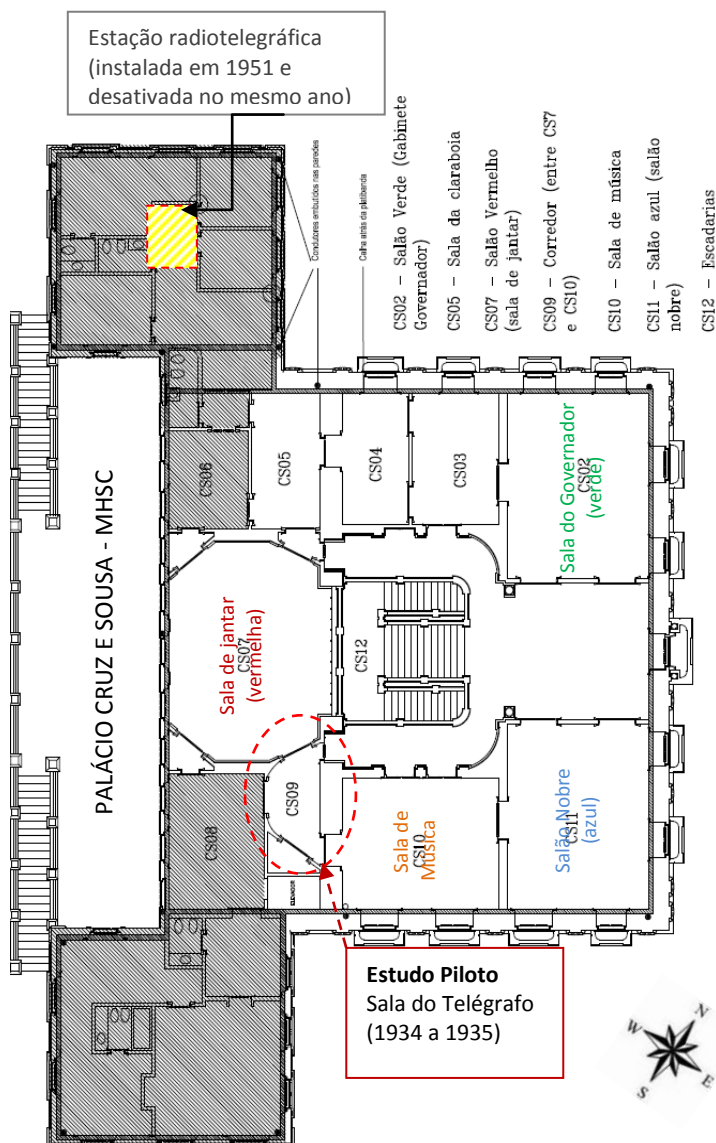 Estação radiotelegráfica
(instalada em 1951 e
desativada no mesmo ano)
Condutores embutidos nas paredes
Calha atrás da platibanda
CS02 – Salão Verde (Gabinete
Governador)
CS05 – Sala da claraboia
CS07 – Salão Vermelho
(sala de jantar)
CS09 – Corredor (entre CS7
e CS10)
CS10 – Sala de música
CS11 – Salão azul (salão
nobre)
CS12 – Escadarias
PALÁCIO CRUZ E SOUSA - MHSC
CS06
CS05
CS04
CS03
CS02
Sala do Governador
(verde)
Sala de jantar
CS07
(vermelha)
CS12
CS08
CS09
ELEVADOR
Sala de
CS10
Música
Salão Nobre
CS11
(azul)
Estudo Piloto
Sala do Telégrafo
(1934 a 1935)
N
W
E
S